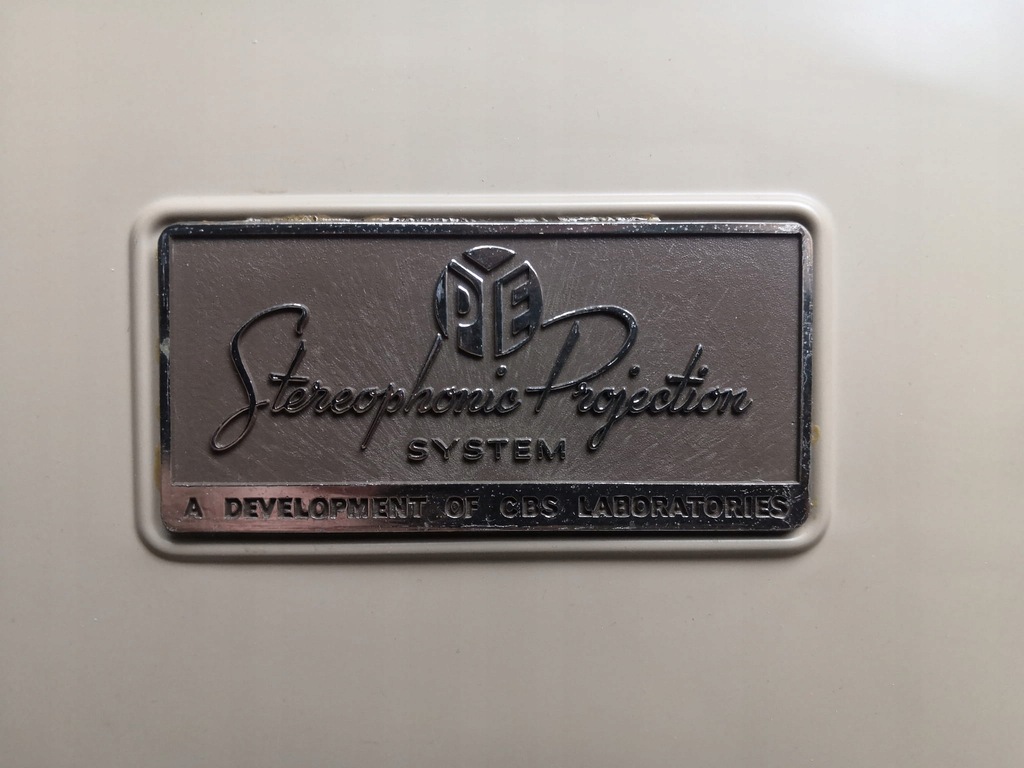 PYE
Stereophonic Projection
SYSTEM
A DEVELOPMENT OF CBS LABORATORIES